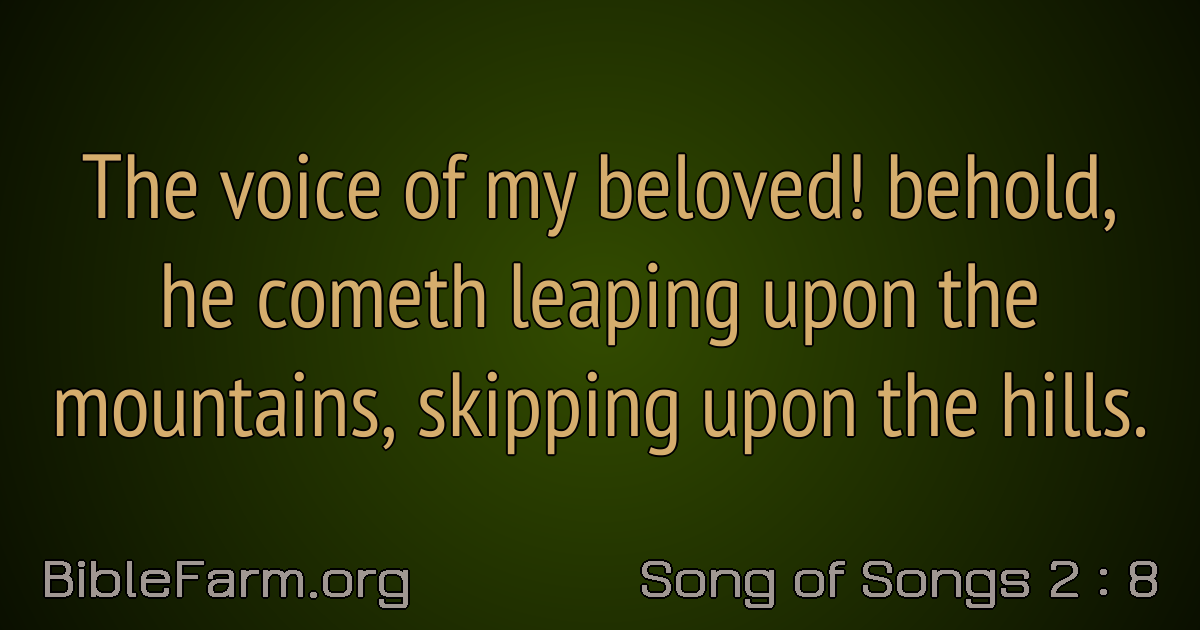 The voice of my beloved! behold,
he cometh leaping upon the
mountains, skipping upon the hills.
BibleFarm.org
Song of Songs 2 : 8